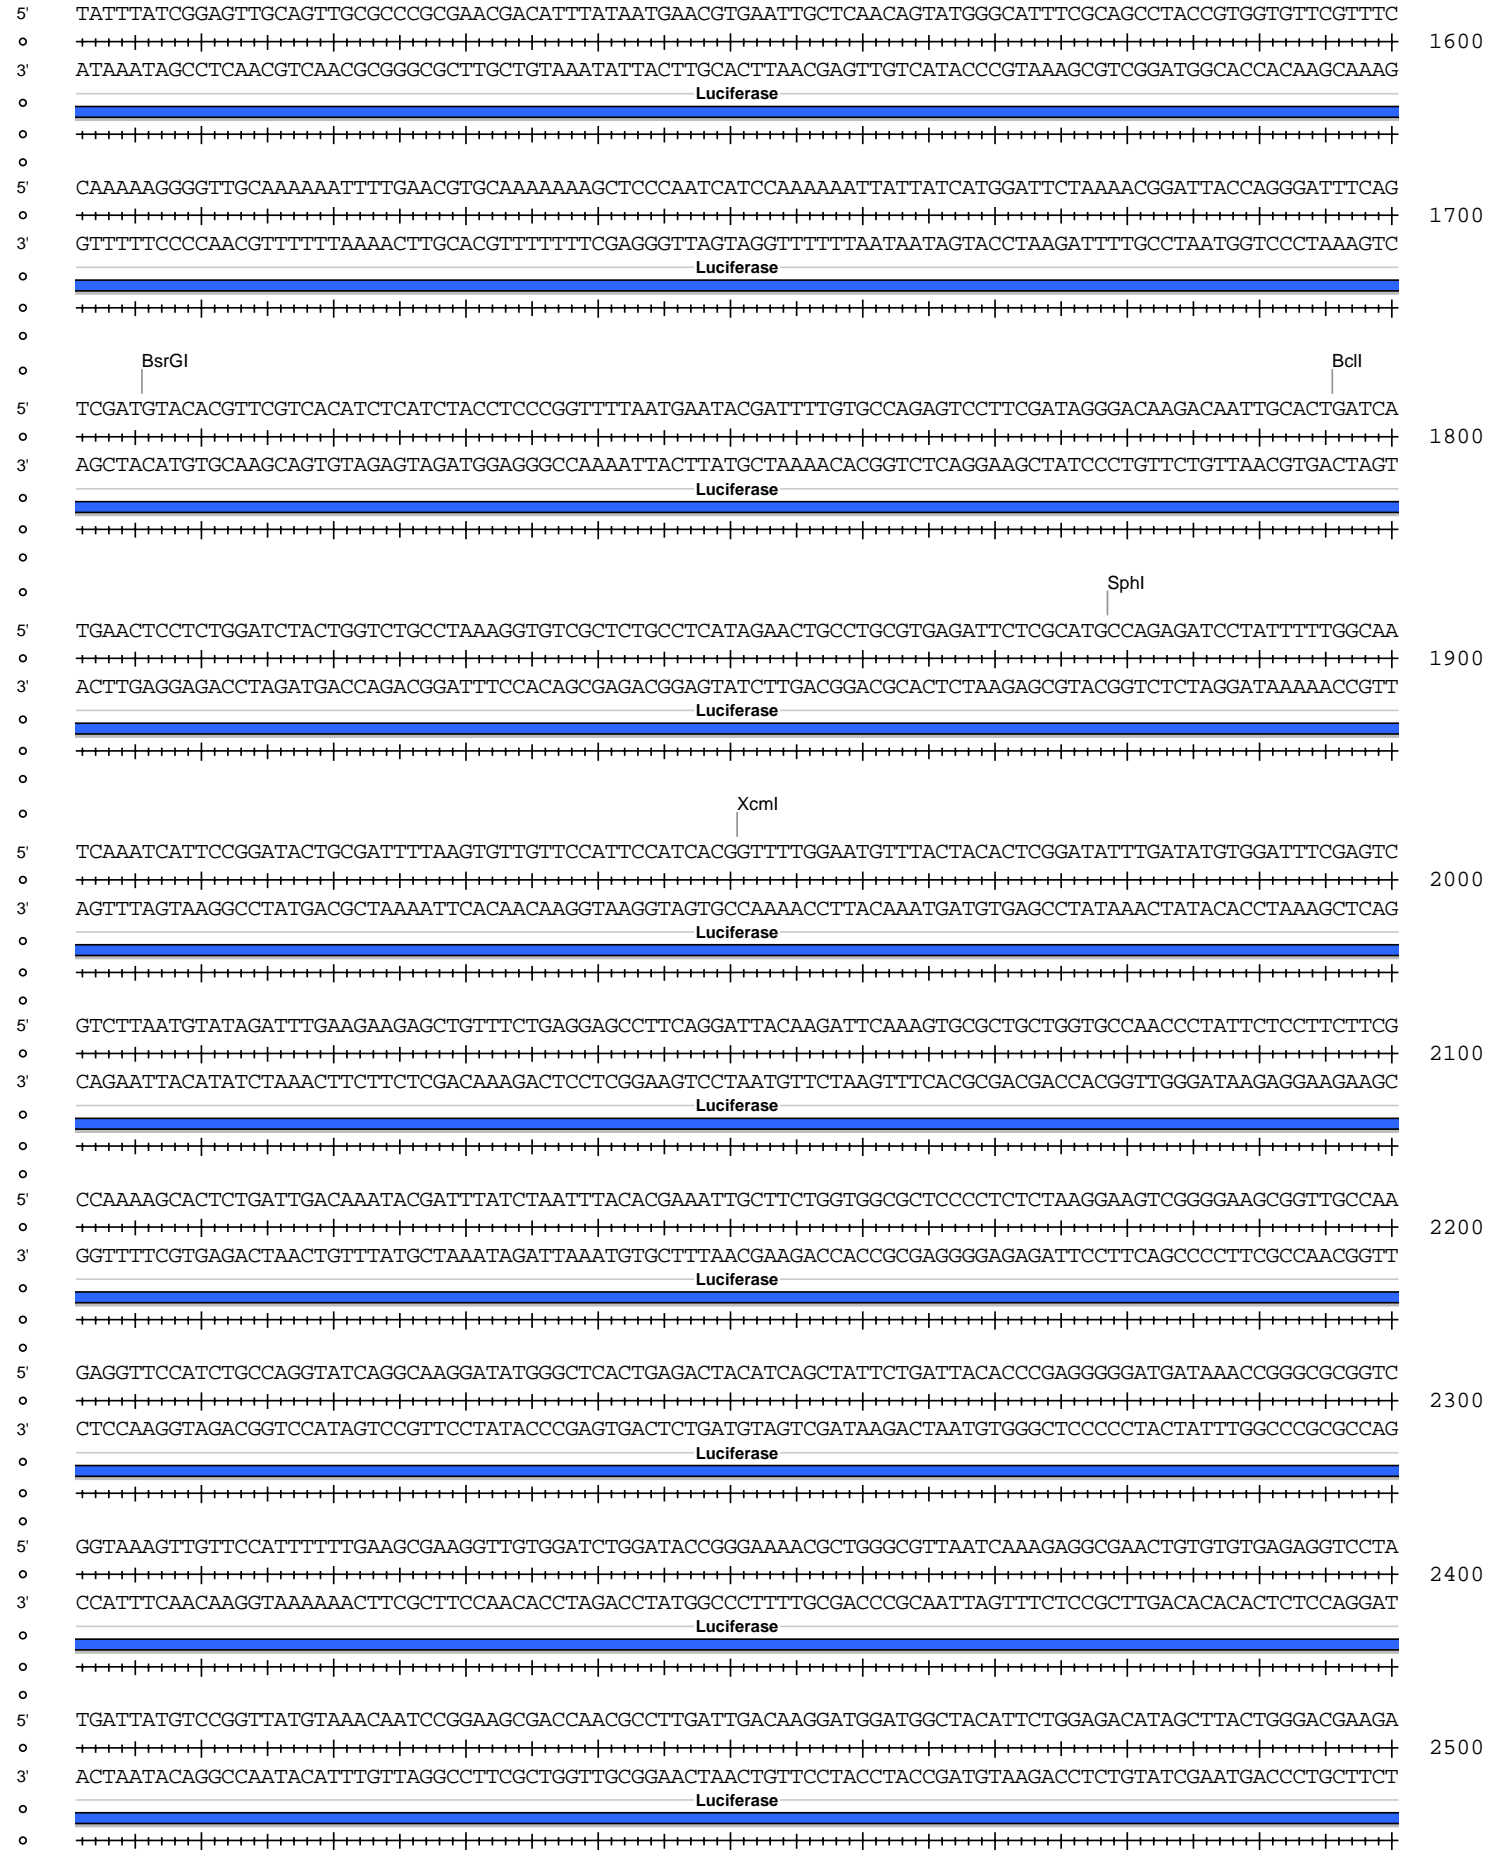 5' TATTTATCGGAGTTGCAGTTGCGCCCGCGAACGACATTTATAATGAACGTGAATTGCTCAACAGTATGGGCATTTCGCAGCCTACCGTGGTGTTCGTTTC
1600
3' ATAAATAGCCTCAACGTCAACGCGGGCGCTTGCTGTAAATATTACTTGCACTTAACGAGTTGTCATACCCGTAAAGCGTCGGATGGCACCACAAGCAAAG
Luciferase
5' CAAAAAGGGGTTGCAAAAAATTTTGAACGTGCAAAAAAAGCTCCCAATCATCCAAAAAATTATTATCATGGATTCTAAAACGGATTACCAGGGATTTCAG
1700
3' GTTTTTCCCCAACGTTTTTTAAAACTTGCACGTTTTTTTCGAGGGTTAGTAGGTTTTTTAATAATAGTACCTAAGATTTTGCCTAATGGTCCCTAAAGTC
Luciferase
BsrGI BclI
5' TCGATGTACACGTTCGTCACATCTCATCTACCTCCCGGTTTTAATGAATACGATTTTGTGCCAGAGTCCTTCGATAGGGACAAGACAATTGCACTGATCA
1800
3' AGCTACATGTGCAAGCAGTGTAGAGTAGATGGAGGGCCAAAATTACTTATGCTAAAACACGGTCTCAGGAAGCTATCCCTGTTCTGTTAACGTGACTAGT
Luciferase
SphI
5' TGAACTCCTCTGGATCTACTGGTCTGCCTAAAGGTGTCGCTCTGCCTCATAGAACTGCCTGCGTGAGATTCTCGCATGCCAGAGATCCTATTTTTGGCAA
1900
3' ACTTGAGGAGACCTAGATGACCAGACGGATTTCCACAGCGAGACGGAGTATCTTGACGGACGCACTCTAAGAGCGTACGGTCTCTAGGATAAAAACCGTT
Luciferase
XcmI
5' TCAAATCATTCCGGATACTGCGATTTTAAGTGTTGTTCCATTCCATCACGGTTTTGGAATGTTTACTACACTCGGATATTTGATATGTGGATTTCGAGTC
2000
3' AGTTTAGTAAGGCCTATGACGCTAAAATTCACAACAAGGTAAGGTAGTGCCAAAACCTTACAAATGATGTGAGCCTATAAACTATACACCTAAAGCTCAG
Luciferase
5' GTCTTAATGTATAGATTTGAAGAAGAGCTGTTTCTGAGGAGCCTTCAGGATTACAAGATTCAAAGTGCGCTGCTGGTGCCAACCCTATTCTCCTTCTTCG
2100
3' CAGAATTACATATCTAAACTTCTTCTCGACAAAGACTCCTCGGAAGTCCTAATGTTCTAAGTTTCACGCGACGACCACGGTTGGGATAAGAGGAAGAAGC
Luciferase
5' CCAAAAGCACTCTGATTGACAAATACGATTTATCTAATTTACACGAAATTGCTTCTGGTGGCGCTCCCCTCTCTAAGGAAGTCGGGGAAGCGGTTGCCAA
2200
3' GGTTTTCGTGAGACTAACTGTTTATGCTAAATAGATTAAATGTGCTTTAACGAAGACCACCGCGAGGGGAGAGATTCCTTCAGCCCCTTCGCCAACGGTT
Luciferase
5' GAGGTTCCATCTGCCAGGTATCAGGCAAGGATATGGGCTCACTGAGACTACATCAGCTATTCTGATTACACCCGAGGGGGATGATAAACCGGGCGCGGTC
2300
3' CTCCAAGGTAGACGGTCCATAGTCCGTTCCTATACCCGAGTGACTCTGATGTAGTCGATAAGACTAATGTGGGCTCCCCCTACTATTTGGCCCGCGCCAG
Luciferase
5' GGTAAAGTTGTTCCATTTTTTGAAGCGAAGGTTGTGGATCTGGATACCGGGAAAACGCTGGGCGTTAATCAAAGAGGCGAACTGTGTGTGAGAGGTCCTA
2400
3' CCATTTCAACAAGGTAAAAAACTTCGCTTCCAACACCTAGACCTATGGCCCTTTTGCGACCCGCAATTAGTTTCTCCGCTTGACACACACTCTCCAGGAT
Luciferase
5' TGATTATGTCCGGTTATGTAAACAATCCGGAAGCGACCAACGCCTTGATTGACAAGGATGGATGGCTACATTCTGGAGACATAGCTTACTGGGACGAAGA
2500
3' ACTAATACAGGCCAATACATTTGTTAGGCCTTCGCTGGTTGCGGAACTAACTGTTCCTACCTACCGATGTAAGACCTCTGTATCGAATGACCCTGCTTCT
Luciferase